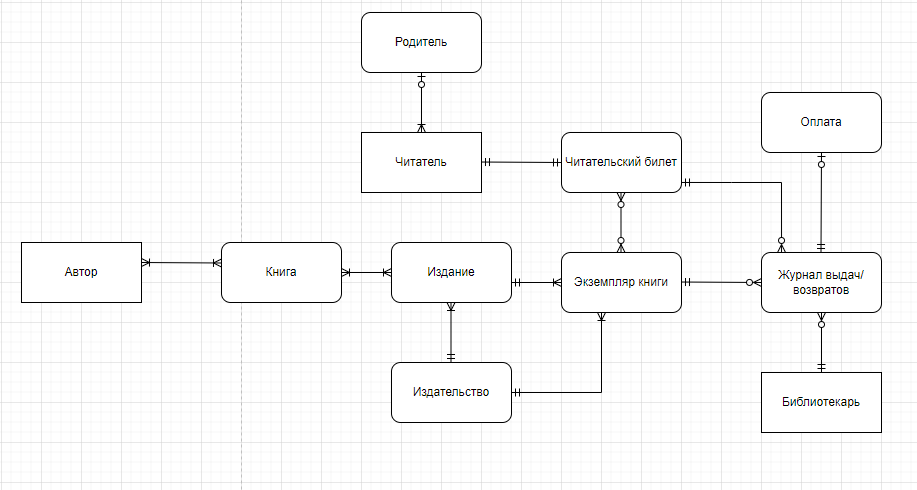 Родитель
Оплата
Читатель
Читательский билет
Автор
Книга
Издание
Экземпляр книги
Журнал выдач/
возвратов
Издательство
Библиотекарь